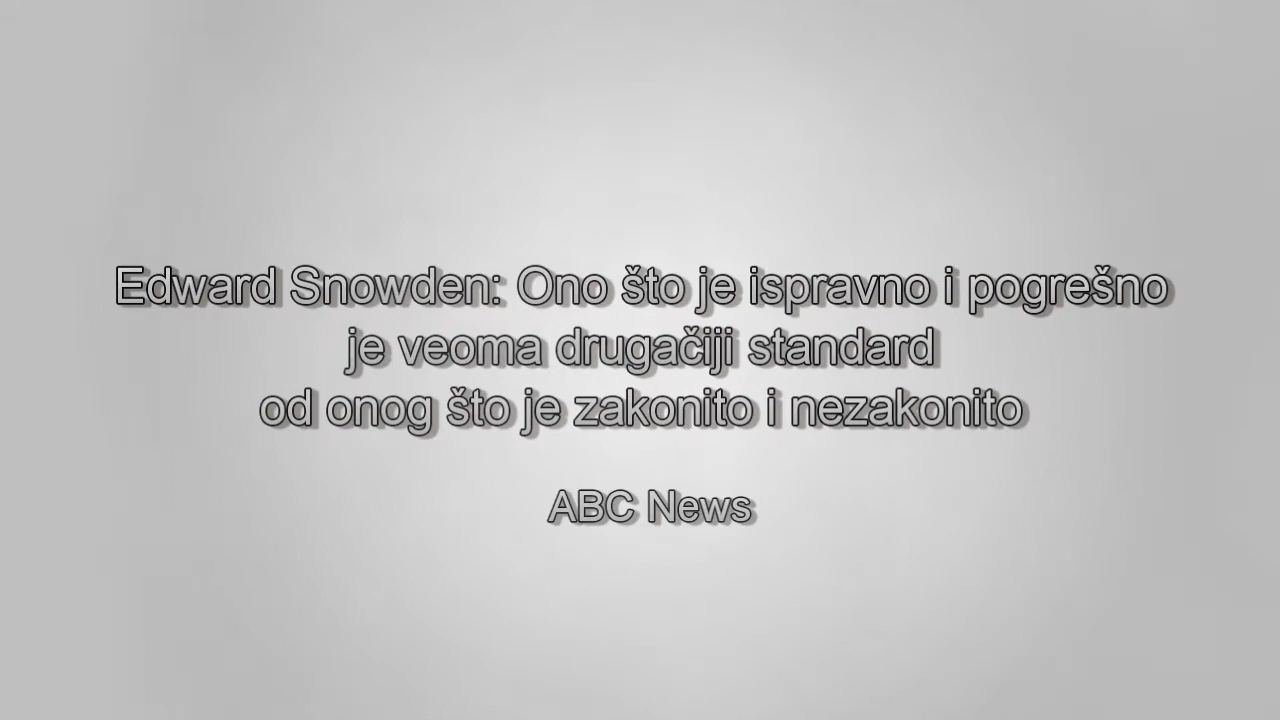 Edward Snowden: Ono što je ispravno i pogrešno
je veoma drugačiji standard
od onog što je zakonito i nezakonito
ABC News